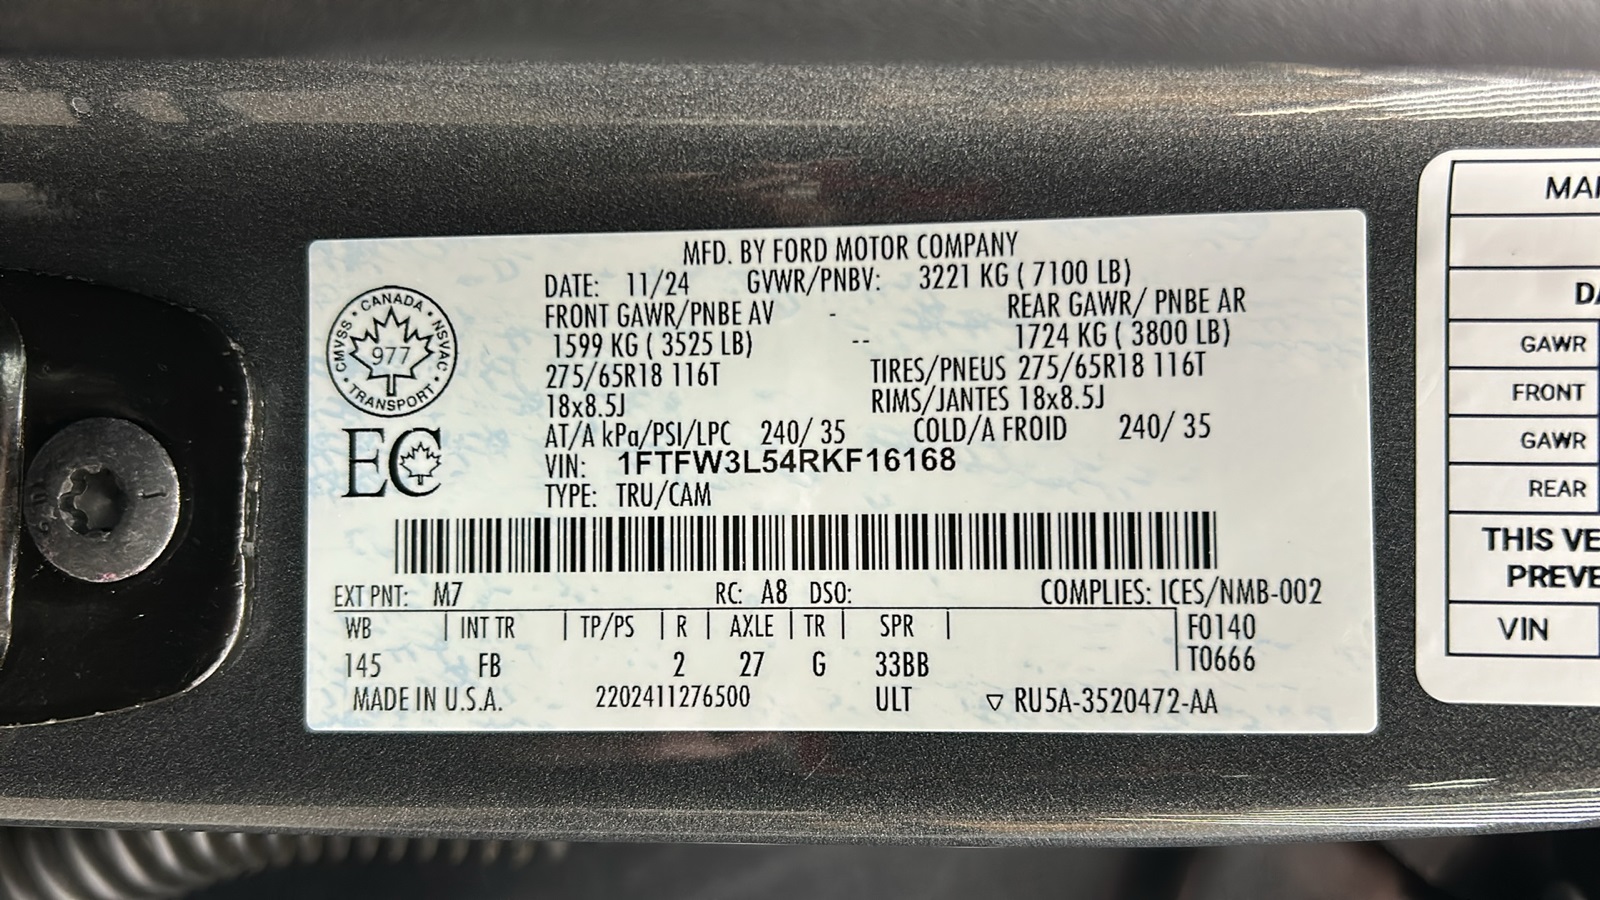 MFD. BY FORD MOTOR COMPANY
DATE: 11/24 GVWR/PNBV: 3221 KG ( 7100 LB)
FRONT GAWR/PNBE AV - REAR GAWR/ PNBE AR
1599 KG ( 3525 LB) -- 1724 KG ( 3800 LB)
275/65R18 116T TIRES/PNEUS 275/65R18 116T
18x8.5J RIMS/JANTES 18x8.5J
AT/A kPa/PSI/LPC 240/ 35 COLD/A FROID 240/ 35
VIN: 1FTFW3L54RKF16168
TYPE: TRU/CAM
CANADA
CMVSS · NSVAC
977
TRANSPORT
EC
EXT PNT: M7 RC: A8 DSO: COMPLIES: ICES/NMB-002
WB | INT TR | TP/PS | R | AXLE | TR | SPR | F0140
145 FB 2 27 G 33BB T0666
MADE IN U.S.A. 2202411276500 ULT ▽ RU5A-3520472-AA
GAWR
FRONT
GAWR
REAR
THIS
VIN